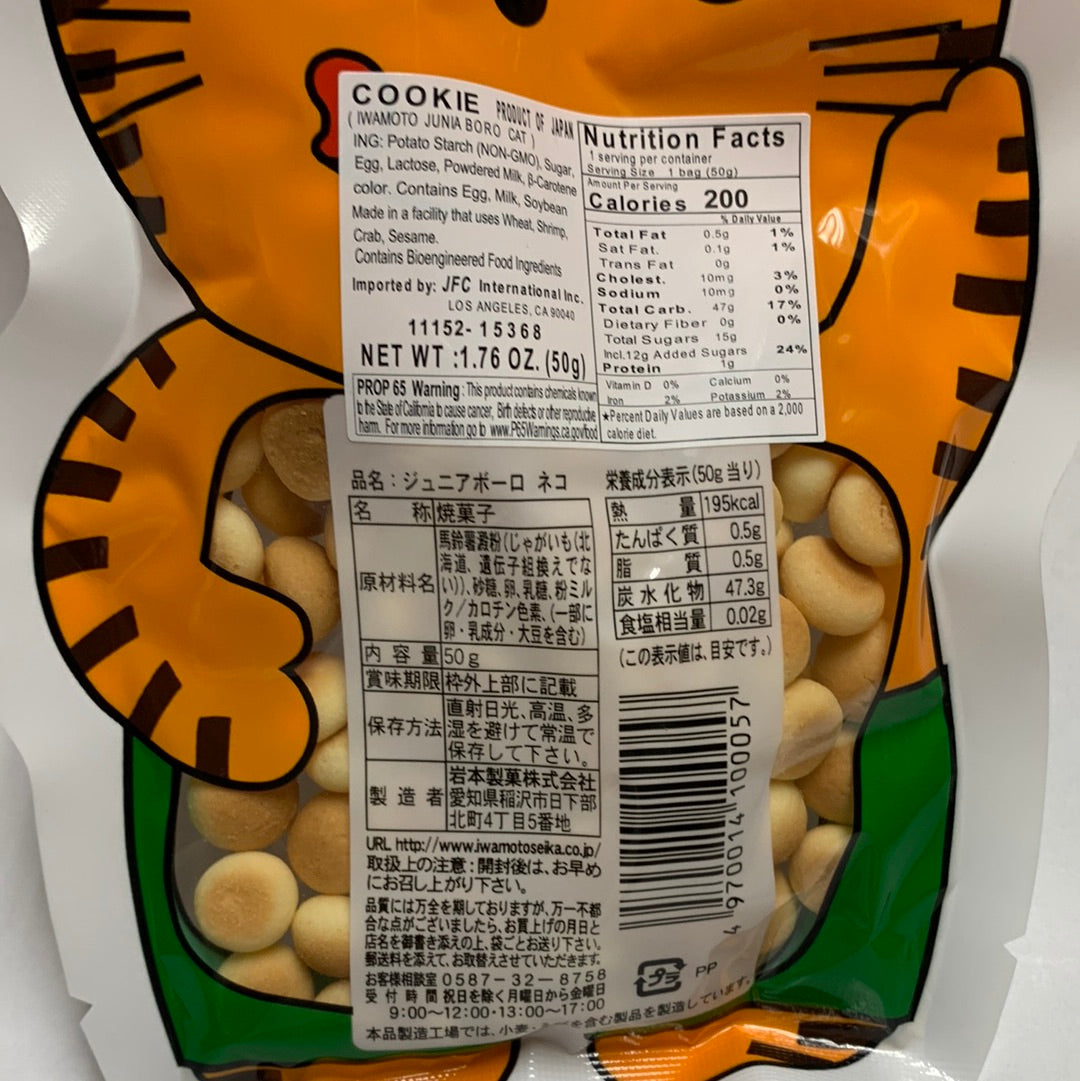 COOKIE PRODUCT OF JAPAN
( IWAMOTO JUNIA BORO CAT )
ING: Potato Starch (NON-GMO), Sugar,
Egg, Lactose, Powdered Milk, β-Carotene
color. Contains Egg, Milk, Soybean
Made in a facility that uses Wheat, Shrimp,
Crab, Sesame.
Contains Bioengineered Food Ingredients
Imported by: JFC International Inc.
LOS ANGELES, CA 90040
11152- 15368
NET WT :1.76 OZ. (50g)
PROP 65 Warning: This product contains chemicals known
to the State of California to cause cancer, Birth defects or other reproductive
harm. For more information go to www.P65Warnings.ca.gov/food
Nutrition Facts
1 serving per container
Serving Size 1 bag (50g)
Amount Per Serving
Calories 200
% Daily Value
Total Fat 0.5g 1%
Sat Fat. 0.1g 1%
Trans Fat 0g
Cholest. 10mg 3%
Sodium 10mg 0%
Total Carb. 47g 17%
Dietary Fiber 0g 0%
Total Sugars 15g
Incl.12g Added Sugars 24%
Protein 1g
Vitamin D 0% Calcium 0%
Iron 2% Potassium 2%
★Percent Daily Values are based on a 2,000
calorie diet.
品名:ジュニアボーロ ネコ
名 称 焼菓子
原材料名 馬鈴薯澱粉(じゃがいも(北
海道、遺伝子組換えでな
い))、砂糖、卵、乳糖、粉ミル
ク/カロチン色素、(一部に
卵・乳成分・大豆を含む)
内 容 量 50g
賞味期限 枠外上部に記載
保存方法 直射日光、高温、多
湿を避けて常温で
保存して下さい。
製 造 者 岩本製菓株式会社
愛知県稲沢市日下部
北町4丁目5番地
URL http://www.iwamotoseika.co.jp/
取扱上の注意:開封後は、お早め
にお召し上がり下さい。
品質には万全を期しておりますが、万一不都
合な点がございましたら、お買上げの月日と
店名を御書き添えの上、袋ごとお送り下さい。
郵送料を添えて、お取替えさせていただきます。
お客様相談室 0587-32-8758
受 付 時 間 祝日を除く月曜日から金曜日
9:00〜12:00・13:00〜17:00
本品製造工場では、小麦・を含む製品を製造しています。
栄養成分表示(50g当り)
熱 量 195kcal
たんぱく質 0.5g
脂 質 0.5g
炭水化物 47.3g
食塩相当量 0.02g
(この表示値は、目安です。)
4 970014 100057
プラ PP